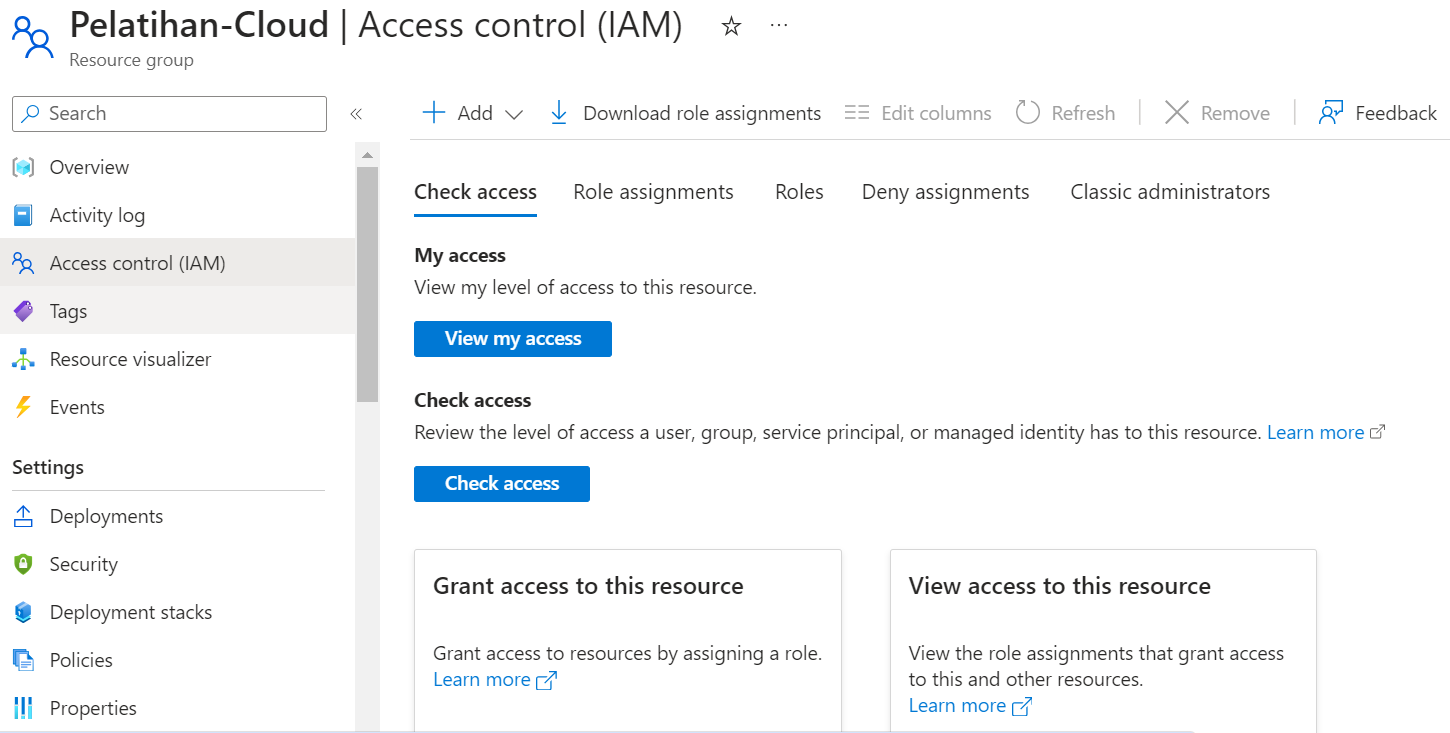 Pelatihan-Cloud | Access control (IAM)
Resource group
Search
Overview
Activity log
Access control (IAM)
Tags
Resource visualizer
Events
Settings
Deployments
Security
Deployment stacks
Policies
Properties
Add
Download role assignments
Edit columns
Refresh
Remove
Feedback
Check access
Role assignments
Roles
Deny assignments
Classic administrators
My access
View my level of access to this resource.
View my access
Check access
Review the level of access a user, group, service principal, or managed identity has to this resource. Learn more
Check access
Grant access to this resource
Grant access to resources by assigning a role.
Learn more
View access to this resource
View the role assignments that grant access
to this and other resources.
Learn more